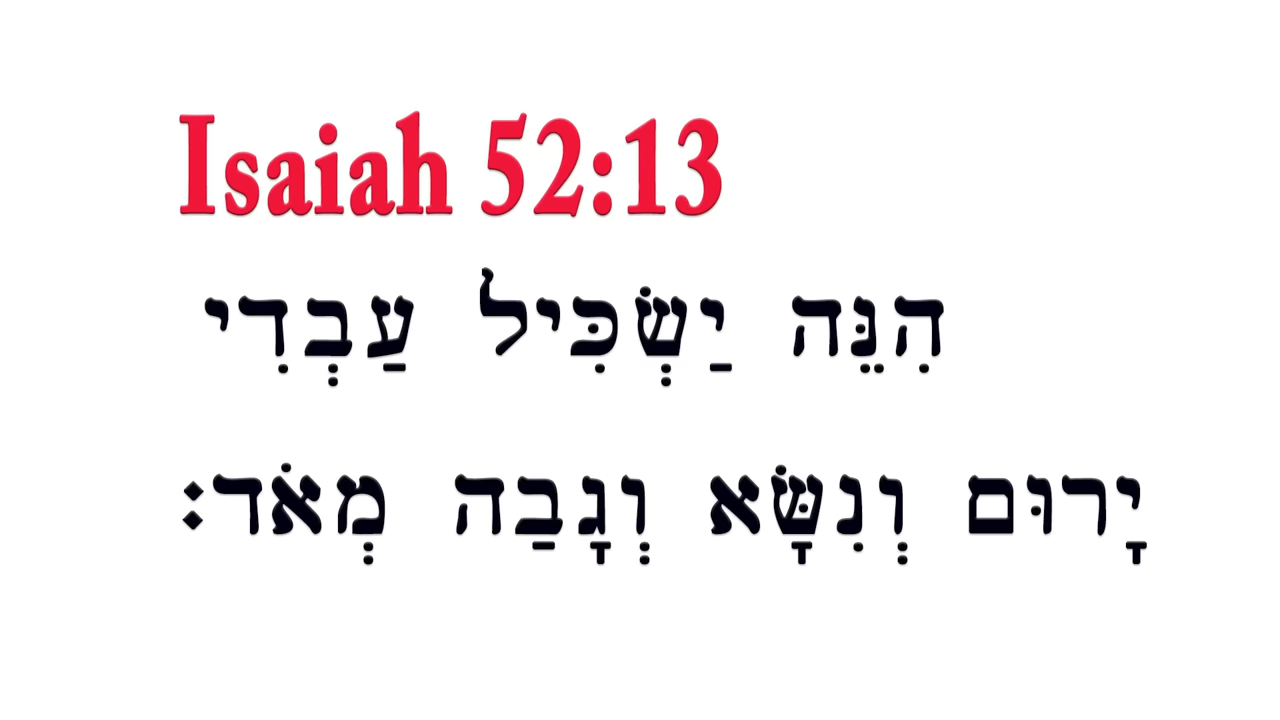 Isaiah 52:13
הִנֵּה יַשְׂכִּיל עַבְדִי
יָרוּם וְנִשָּׂא וְגָבַה מְאֹד׃